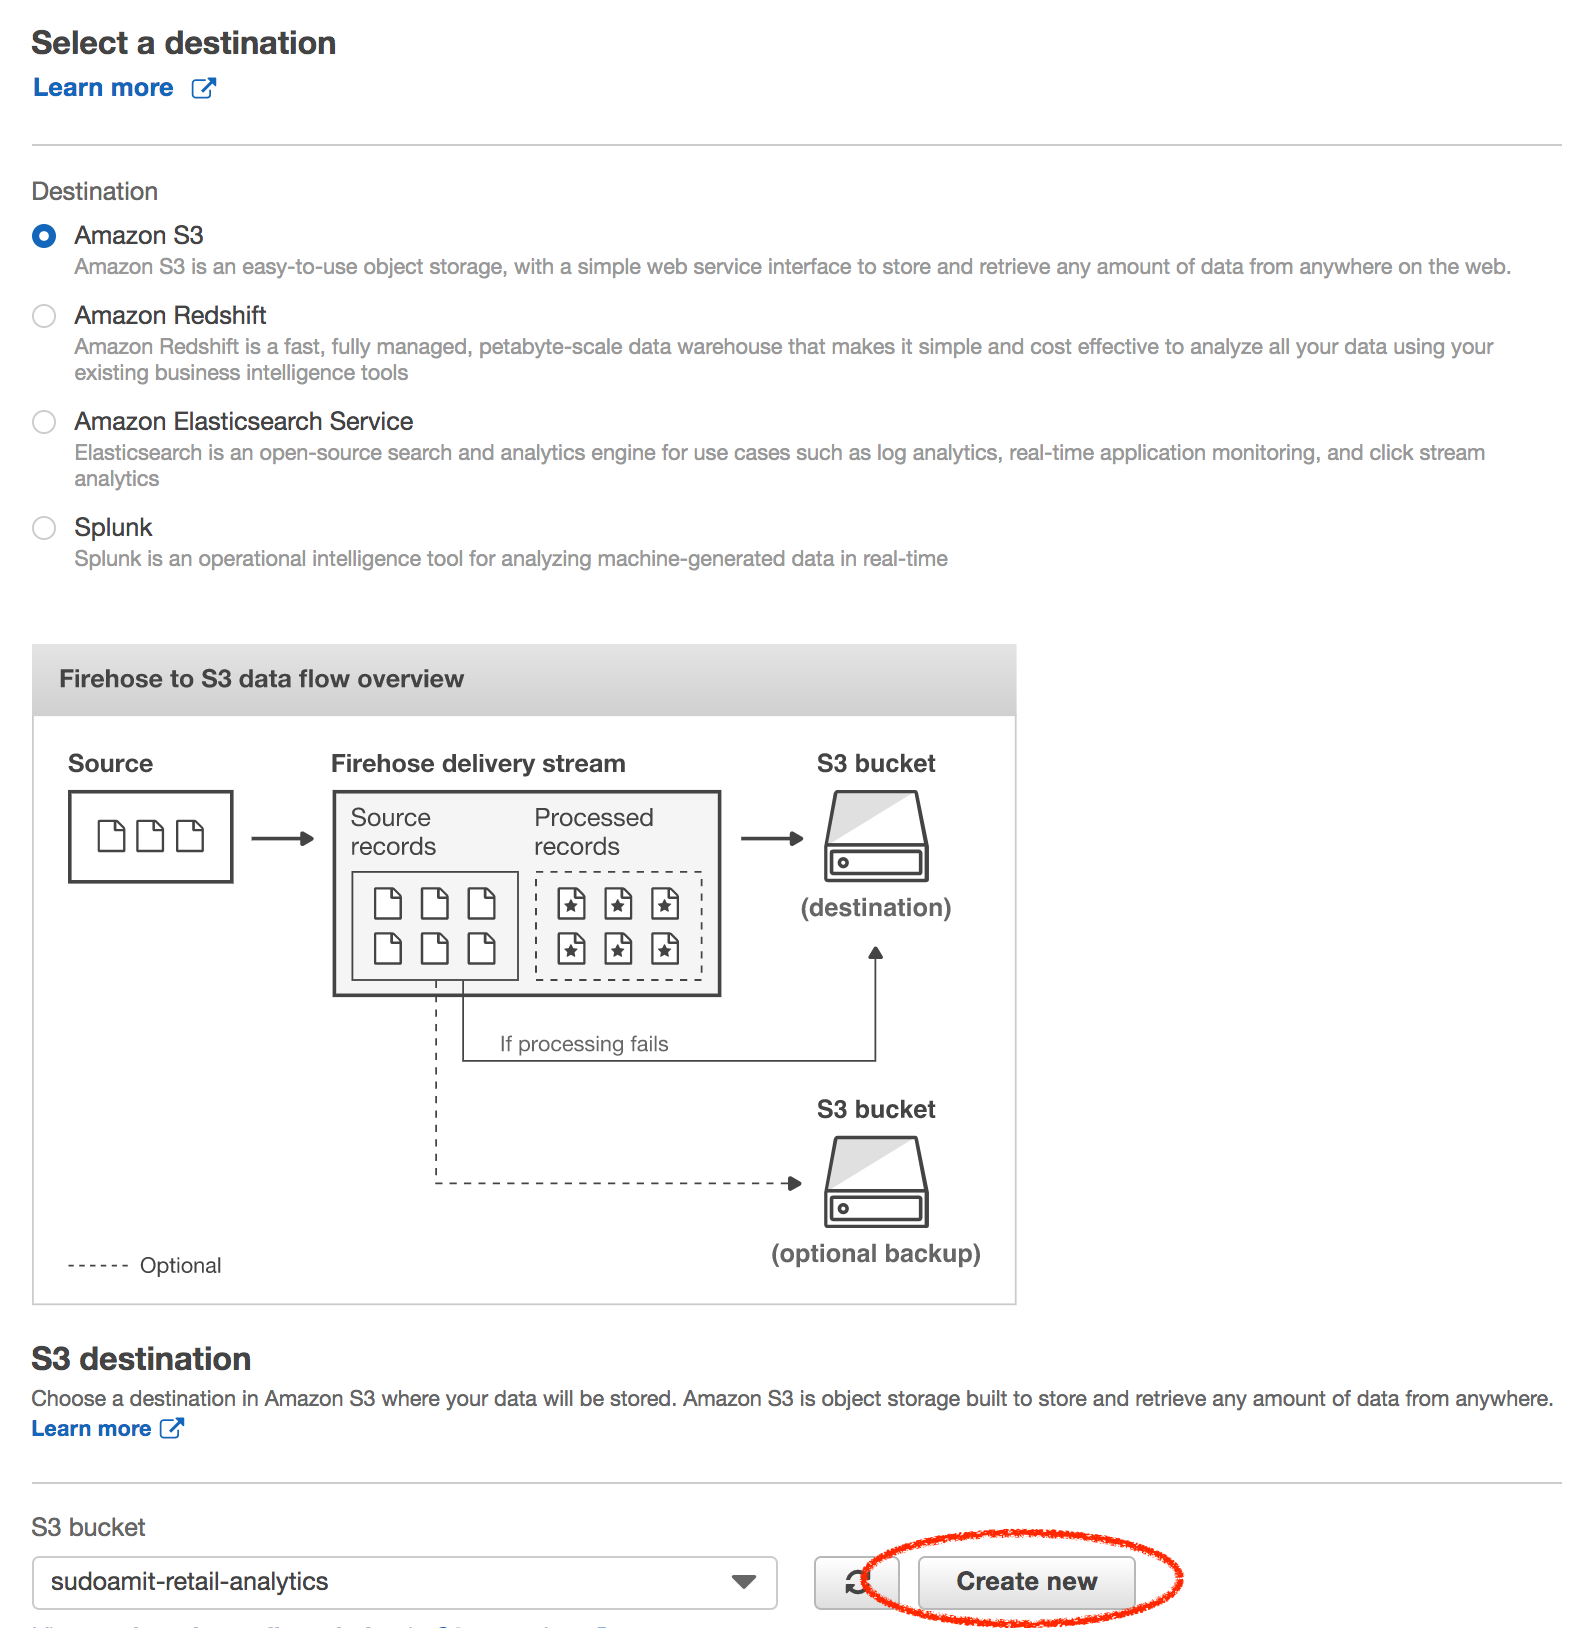 Select a destination
Learn more
Destination
Amazon S3
Amazon S3 is an easy-to-use object storage, with a simple web service interface to store and retrieve any amount of data from anywhere on the web.
Amazon Redshift
Amazon Redshift is a fast, fully managed, petabyte-scale data warehouse that makes it simple and cost effective to analyze all your data using your
existing business intelligence tools
Amazon Elasticsearch Service
Elasticsearch is an open-source search and analytics engine for use cases such as log analytics, real-time application monitoring, and click stream
analytics
Splunk
Splunk is an operational intelligence tool for analyzing machine-generated data in real-time
Firehose to S3 data flow overview
Source
Firehose delivery stream
S3 bucket
Source
records
Processed
records
(destination)
If processing fails
S3 bucket
(optional backup)
Optional
S3 destination
Choose a destination in Amazon S3 where your data will be stored. Amazon S3 is object storage built to store and retrieve any amount of data from anywhere.
Learn more
S3 bucket
sudoamit-retail-analytics
Create new